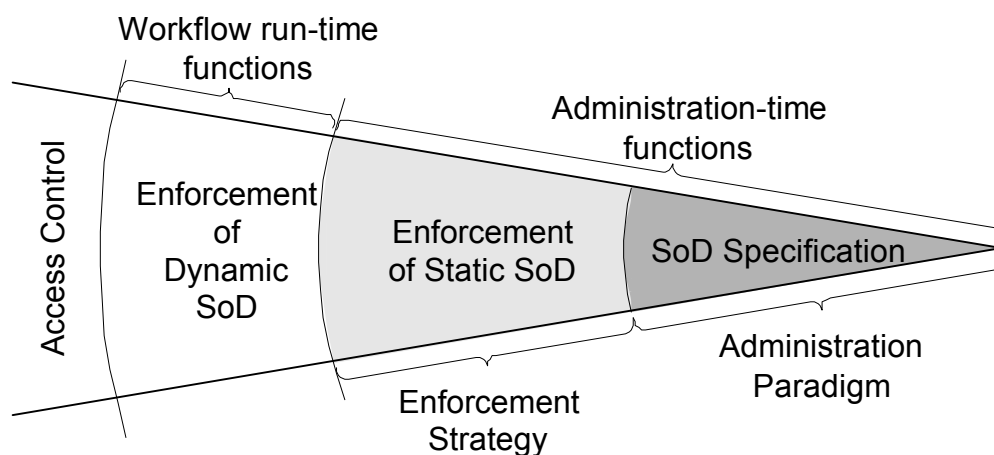 Workflow run-time
functions
Administration-time
functions
Access Control
Enforcement
of
Dynamic
SoD
Enforcement
of Static SoD
SoD Specification
Enforcement
Strategy
Administration
Paradigm